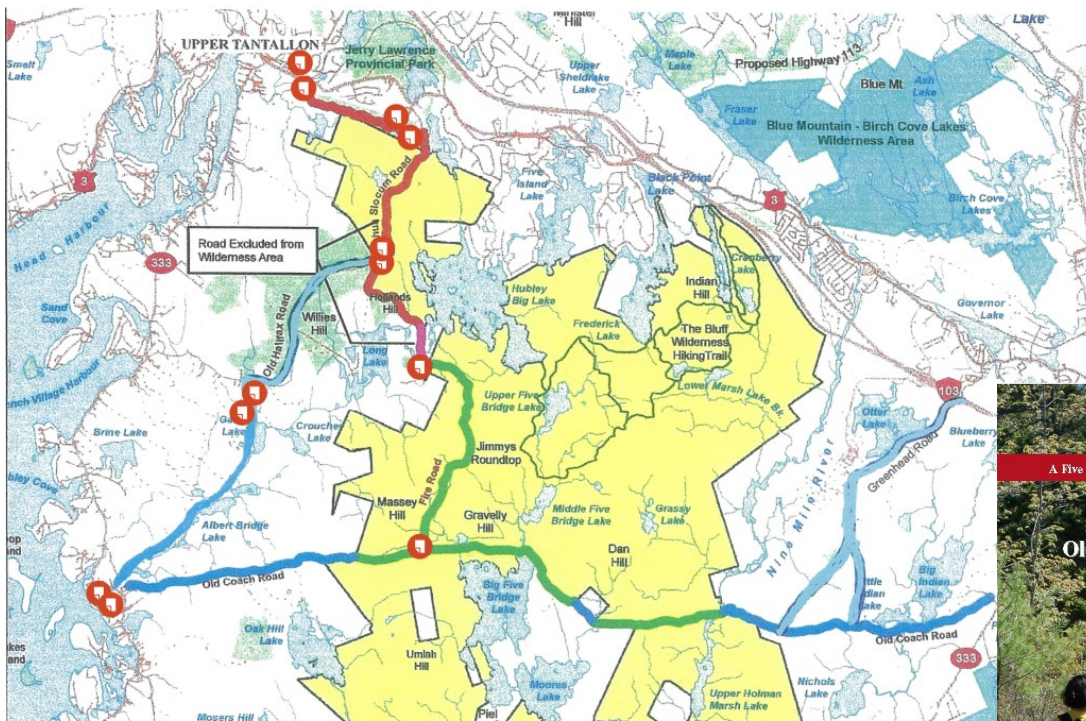 Hill
Lake
UPPER TANTALLON
Smelt
Lake
Jerry Lawrence
Provincial Park
Upper
Sheldrake
Lake
Maple
Lake
Proposed Highway 113
Blue Mt.
Ash
Lake
Fraser
Lake
Blue Mountain - Birch Cove Lakes
Wilderness Area
3
Five
Island
Lake
Black Point
Lake
Birch Cove
Lakes
3
Head Harbour
Slocum Road
Road Excluded from
Wilderness Area
333
Cranberry
Lake
Indian
Hill
Hollands
Hill
Hubley
Big Lake
Governor
Lake
Sand
Cove
Old Halifax Road
Willies
Hill
Frederick
Lake
The Bluff
Wilderness
Hiking Trail
Long
Lake
Lower Marsh Lake Bk.
103
Upper Five
Bridge Lake
Otter
Lake
Brine Lake
Lake
Blueberry
Lake
Greenhead Road
Jimmys
Roundtop
Fire Road
A Five
Nine Mile River
Massey
Hill
Gravelly
Hill
Middle Five
Bridge Lake
Grassy
Lake
Albert Bridge
Lake
Dan
Hill
Ol
Old Coach Road
Big Five
Bridge
Lake
Big
Indian
Lake
Lake
Old Coach Road
Oak Hill
Lake
Umlah
Hill
333
Moores
Lake
Upper Holman
Marsh Lake
Nichols
Lake
Mosers Hill
Piel